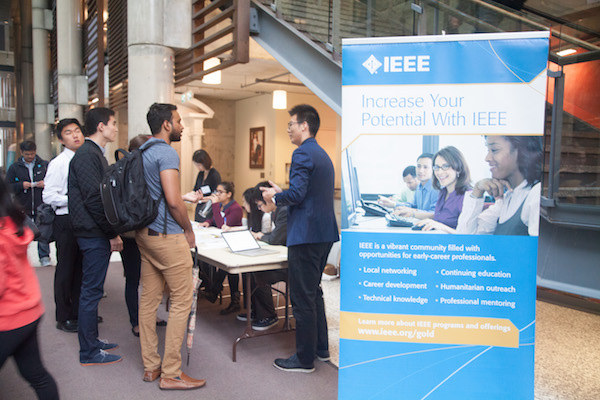 IEEE
Increase Your
Potential With IEEE
IEEE is a vibrant community filled with
opportunities for early-career professionals.
• Local networking
• Career development
• Technical knowledge
• Continuing education
• Humanitarian outreach
• Professional mentoring
Learn more about IEEE programs and offerings
www.ieee.org/gold